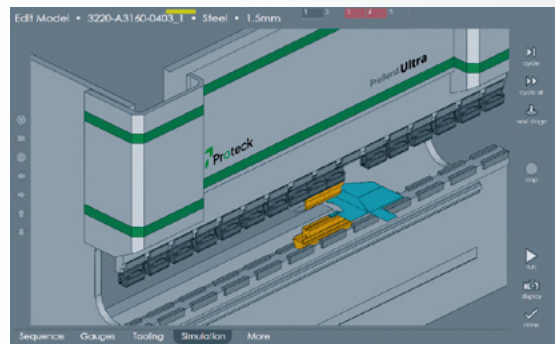 Edit Model • 3220-A3160-0403_1 • Steel • 1.5mm
1 2 3 4 5
cycle
cycle all
next stage
ProBend Ultra
Proteck
stop
run
display
done
Sequence Gauges Tooling Simulation More